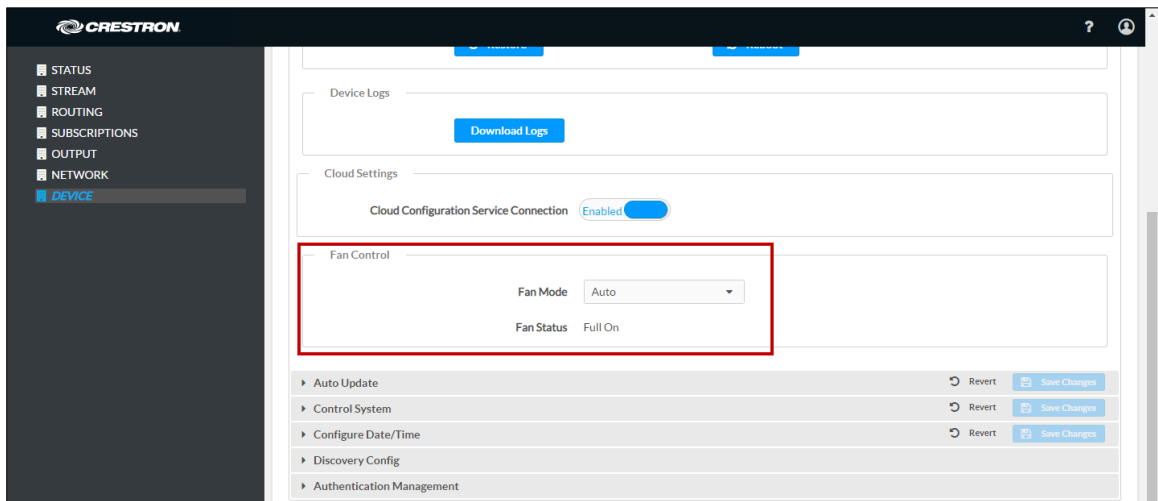 CRESTRON
?
STATUS
STREAM
ROUTING
SUBSCRIPTIONS
OUTPUT
NETWORK
DEVICE
Restore Reboot
Device Logs
Download Logs
Cloud Settings
Cloud Configuration Service Connection Enabled
Fan Control
Fan Mode Auto
Fan Status Full On
Auto Update Revert Save Changes
Control System Revert Save Changes
Configure Date/Time Revert Save Changes
Discovery Config
Authentication Management